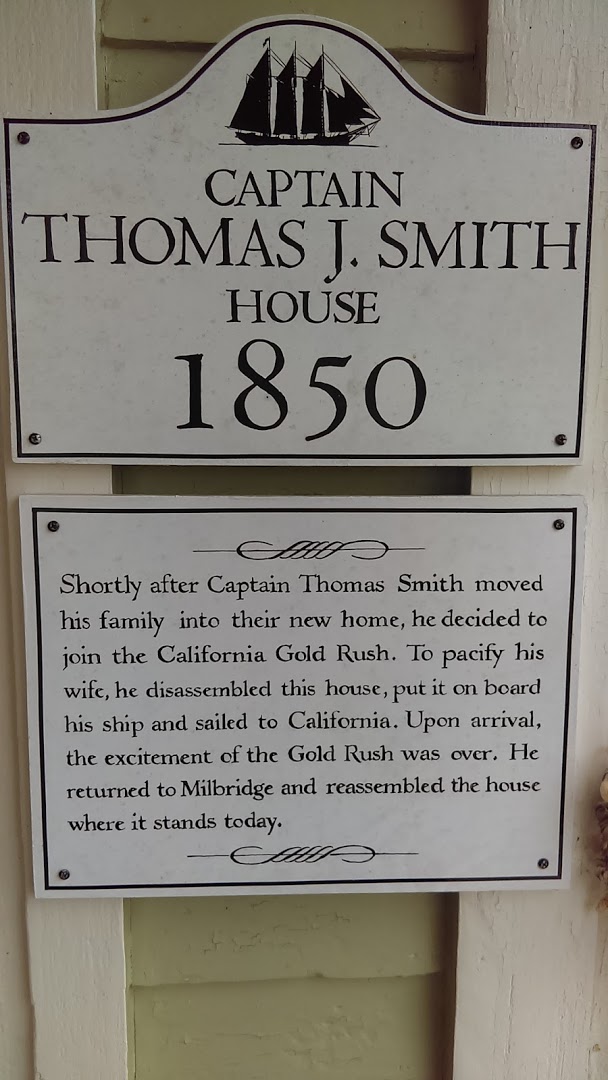 CAPTAIN
THOMAS J. SMITH
HOUSE
1850
Shortly after Captain Thomas Smith moved
his family into their new home, he decided to
join the California Gold Rush. To pacify his
wife, he disassembled this house, put it on board
his ship and sailed to California. Upon arrival,
the excitement of the Gold Rush was over. He
returned to Milbridge and reassembled the house
where it stands today.